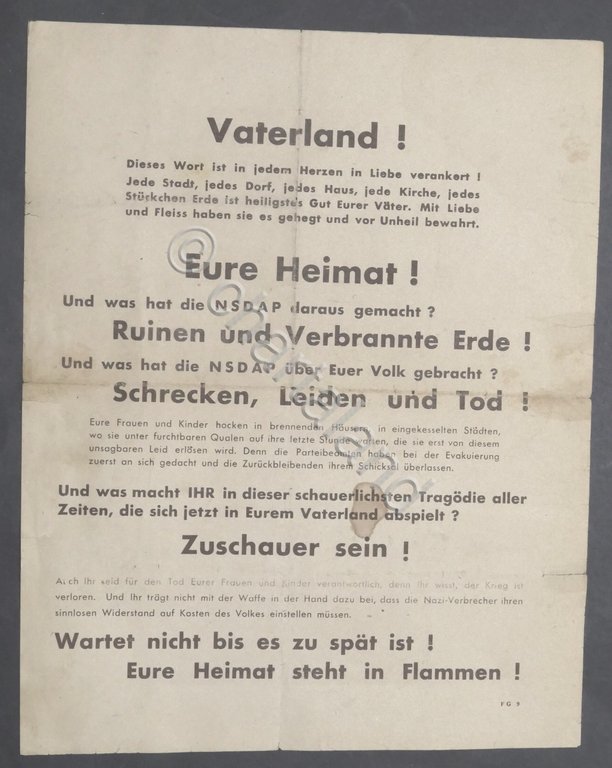 Vaterland !
Dieses Wort ist in jedem Herzen in Liebe verankert !
Jede Stadt, jedes Dorf, jedes Haus, jede Kirche, jedes
Stückchen Erde ist heiligstes Gut Eurer Väter. Mit Liebe
und Fleiss haben sie es gehegt und vor Unheil bewahrt.
Eure Heimat !
Und was hat die NSDAP daraus gemacht ?
Ruinen und Verbrannte Erde !
Und was hat die NSDAP über Euer Volk gebracht ?
Schrecken, Leiden und Tod !
Eure Frauen und Kinder hocken in brennenden Häusern, in eingekesselten Städten,
wo sie unter furchtbaren Qualen auf ihre letzte Stunde warten, die sie erst von diesem
unsagbaren Leid erlösen wird. Denn die Parteibeamten haben bei der Evakuierung
zuerst an sich gedacht und die Zurückbleibenden ihrem Schicksal überlassen.
Und was macht IHR in dieser schauerlichsten Tragödie aller
Zeiten, die sich jetzt in Eurem Vaterland abspielt ?
Zuschauer sein !
Auch Ihr seid für den Tod Eurer Frauen und Kinder verantwortlich, denn Ihr wisst, der Krieg ist
verloren. Und Ihr trägt nicht mit der Waffe in der Hand dazu bei, dass die Nazi-Verbrecher ihren
sinnlosen Widerstand auf Kosten des Volkes einstellen müssen.
Wartet nicht bis es zu spät ist !
Eure Heimat steht in Flammen !
FG 9
© chartaland